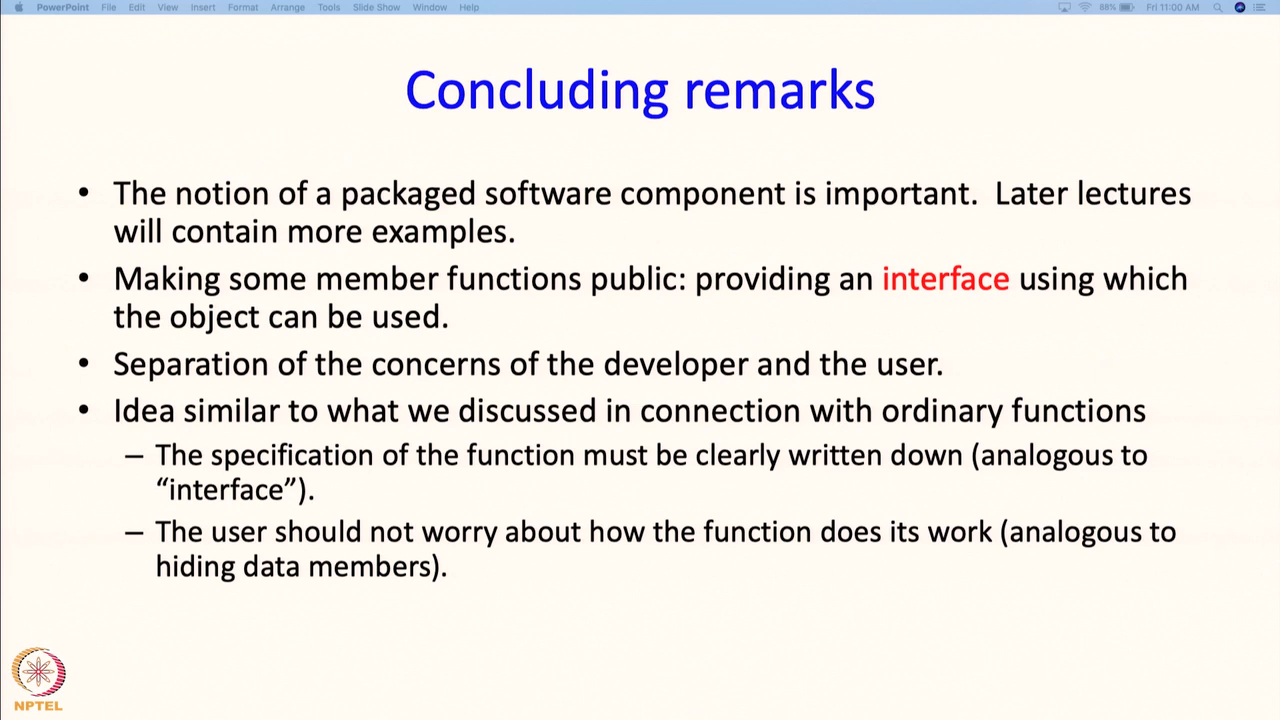 PowerPoint File Edit View Insert Format Arrange Tools Slide Show Window Help 88% Fri 11:00 AM
Concluding remarks
• The notion of a packaged software component is important. Later lectures
will contain more examples.
• Making some member functions public: providing an interface using which
the object can be used.
• Separation of the concerns of the developer and the user.
• Idea similar to what we discussed in connection with ordinary functions
– The specification of the function must be clearly written down (analogous to
“interface”).
– The user should not worry about how the function does its work (analogous to
hiding data members).
NPTEL